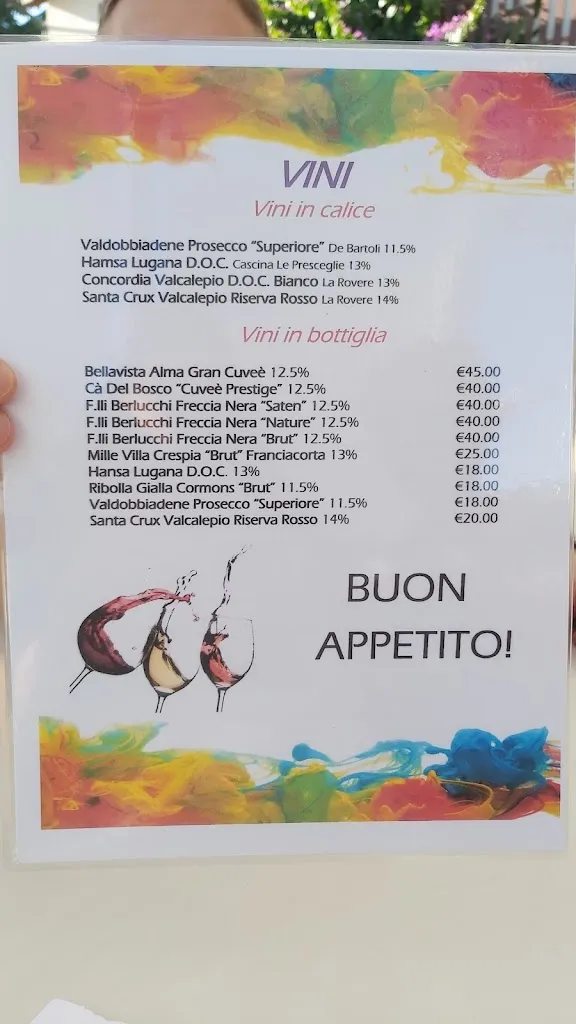 VINI
Vini in calice
Valdobbiadene Prosecco "Superiore" De Bartoli 11.5%
Hamsa Lugana D.O.C. Cascina Le Presceglie 13%
Concordia Valcalepio D.O.C. Bianco La Rovere 13%
Santa Crux Valcalepio Riserva Rosso La Rovere 14%
Vini in bottiglia
Bellavista Alma Gran Cuveè 12.5% €45.00
Cà Del Bosco "Cuveè Prestige" 12.5% €40.00
F.lli Berlucchi Freccia Nera "Saten" 12.5% €40.00
F.lli Berlucchi Freccia Nera "Nature" 12.5% €40.00
F.lli Berlucchi Freccia Nera "Brut" 12.5% €40.00
Mille Villa Crespia "Brut" Franciacorta 13% €25.00
Hansa Lugana D.O.C. 13% €18.00
Ribolla Gialla Cormons "Brut" 11.5% €18.00
Valdobbiadene Prosecco "Superiore" 11.5% €18.00
Santa Crux Valcalepio Riserva Rosso 14% €20.00
BUON
APPETITO!